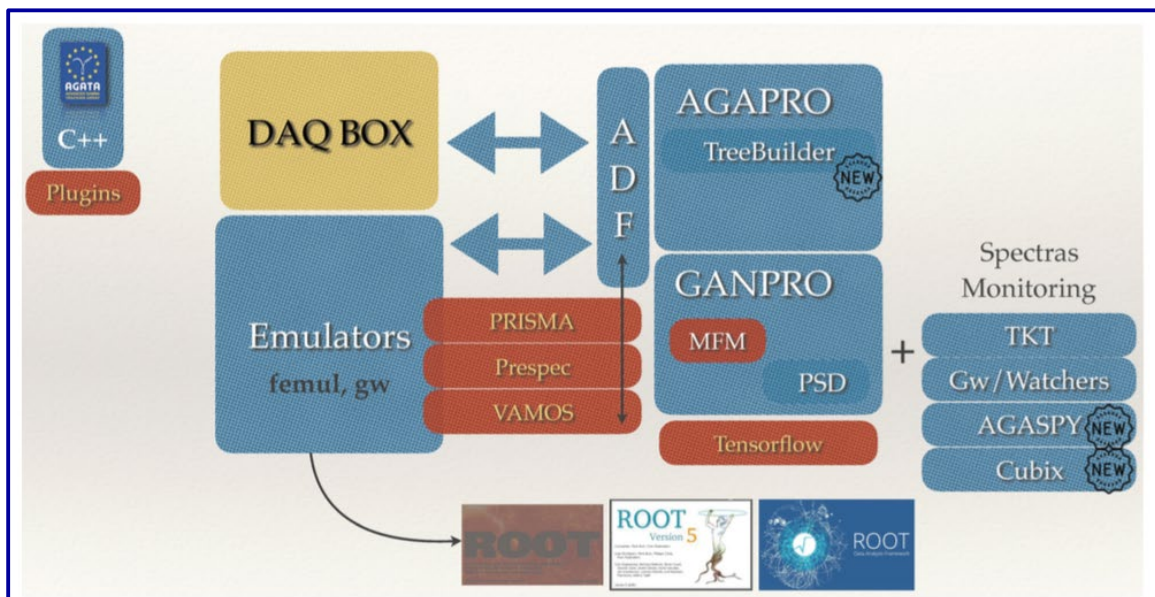 AGATA
C++
Plugins
DAQ BOX
Emulators
femul, gw
PRISMA
Prespec
VAMOS
A
D
F
AGAPRO
TreeBuilder
NEW
GANPRO
MFM
PSD
Tensorflow
+
Spectras
Monitoring
TKT
Gw/Watchers
AGASPY
NEW
Cubix
NEW
ROOT
ROOT
Version 5
ROOT
Data Analysis Framework